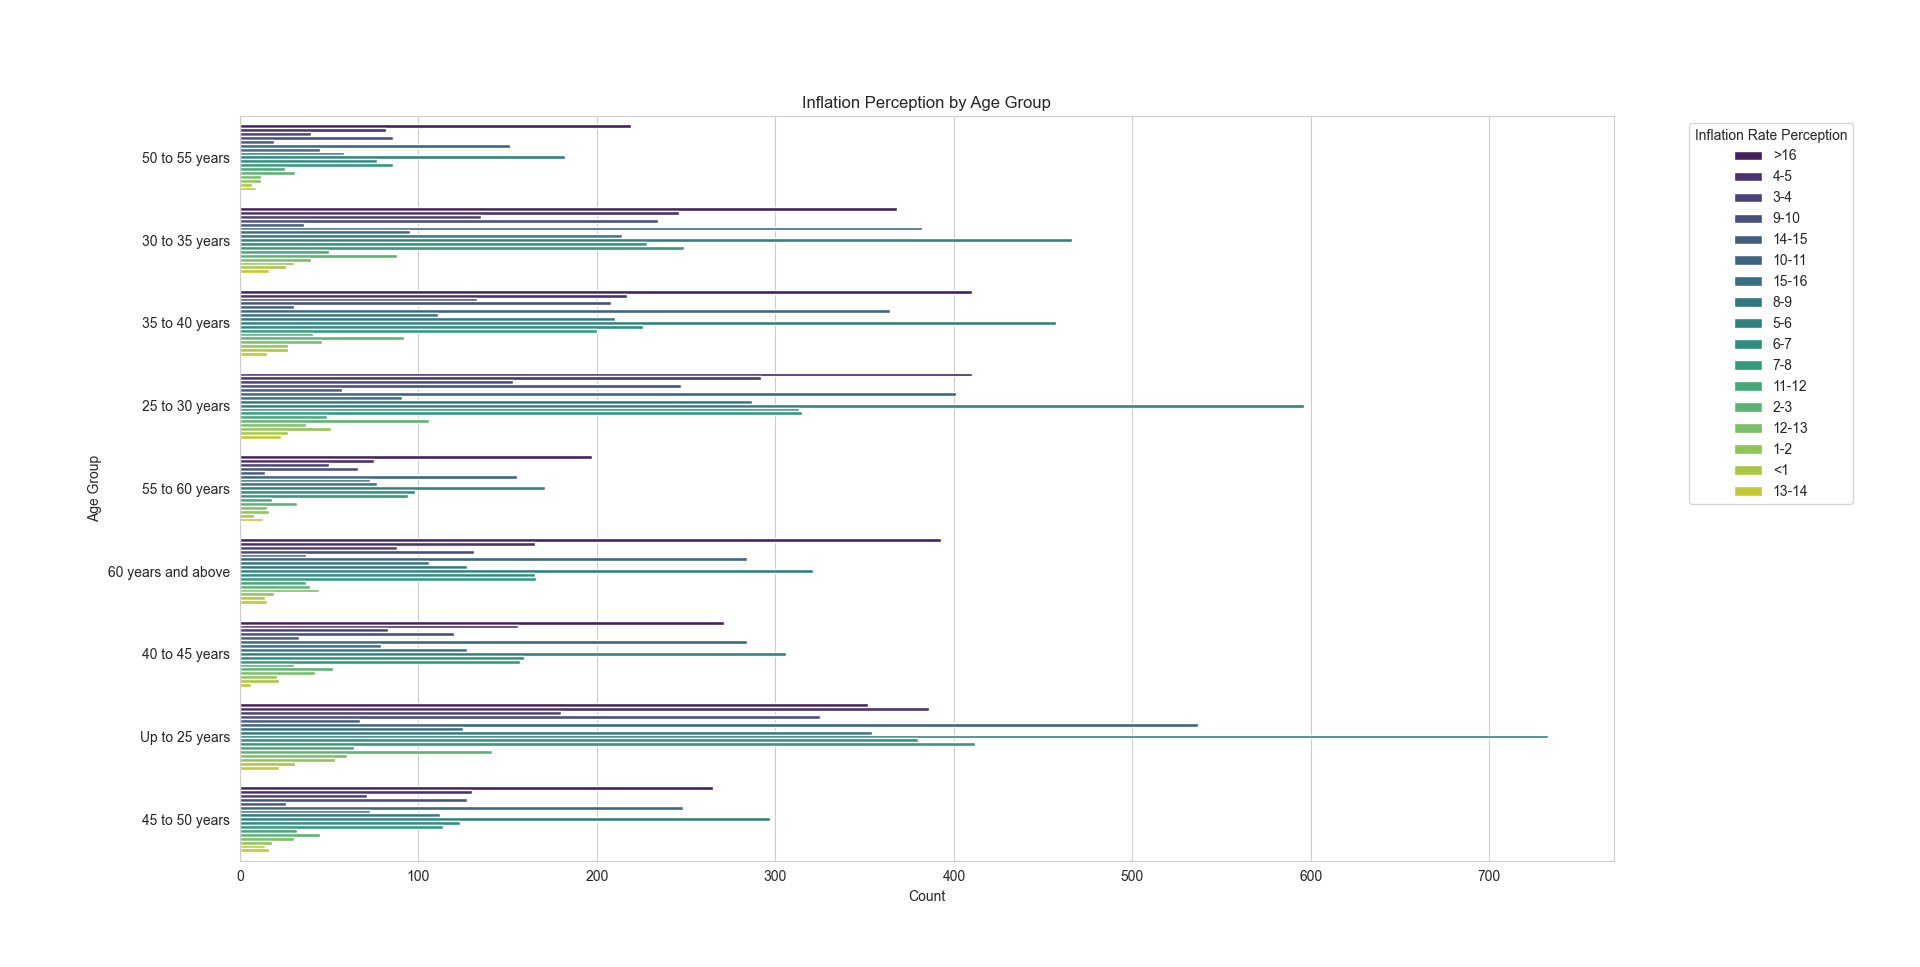 Inflation Perception by Age Group
Age Group
50 to 55 years
30 to 35 years
35 to 40 years
25 to 30 years
55 to 60 years
60 years and above
40 to 45 years
Up to 25 years
45 to 50 years
0 100 200 300 400 500 600 700
Count
Inflation Rate Perception
>16
4-5
3-4
9-10
14-15
10-11
15-16
8-9
5-6
6-7
7-8
11-12
2-3
12-13
1-2
<1
13-14